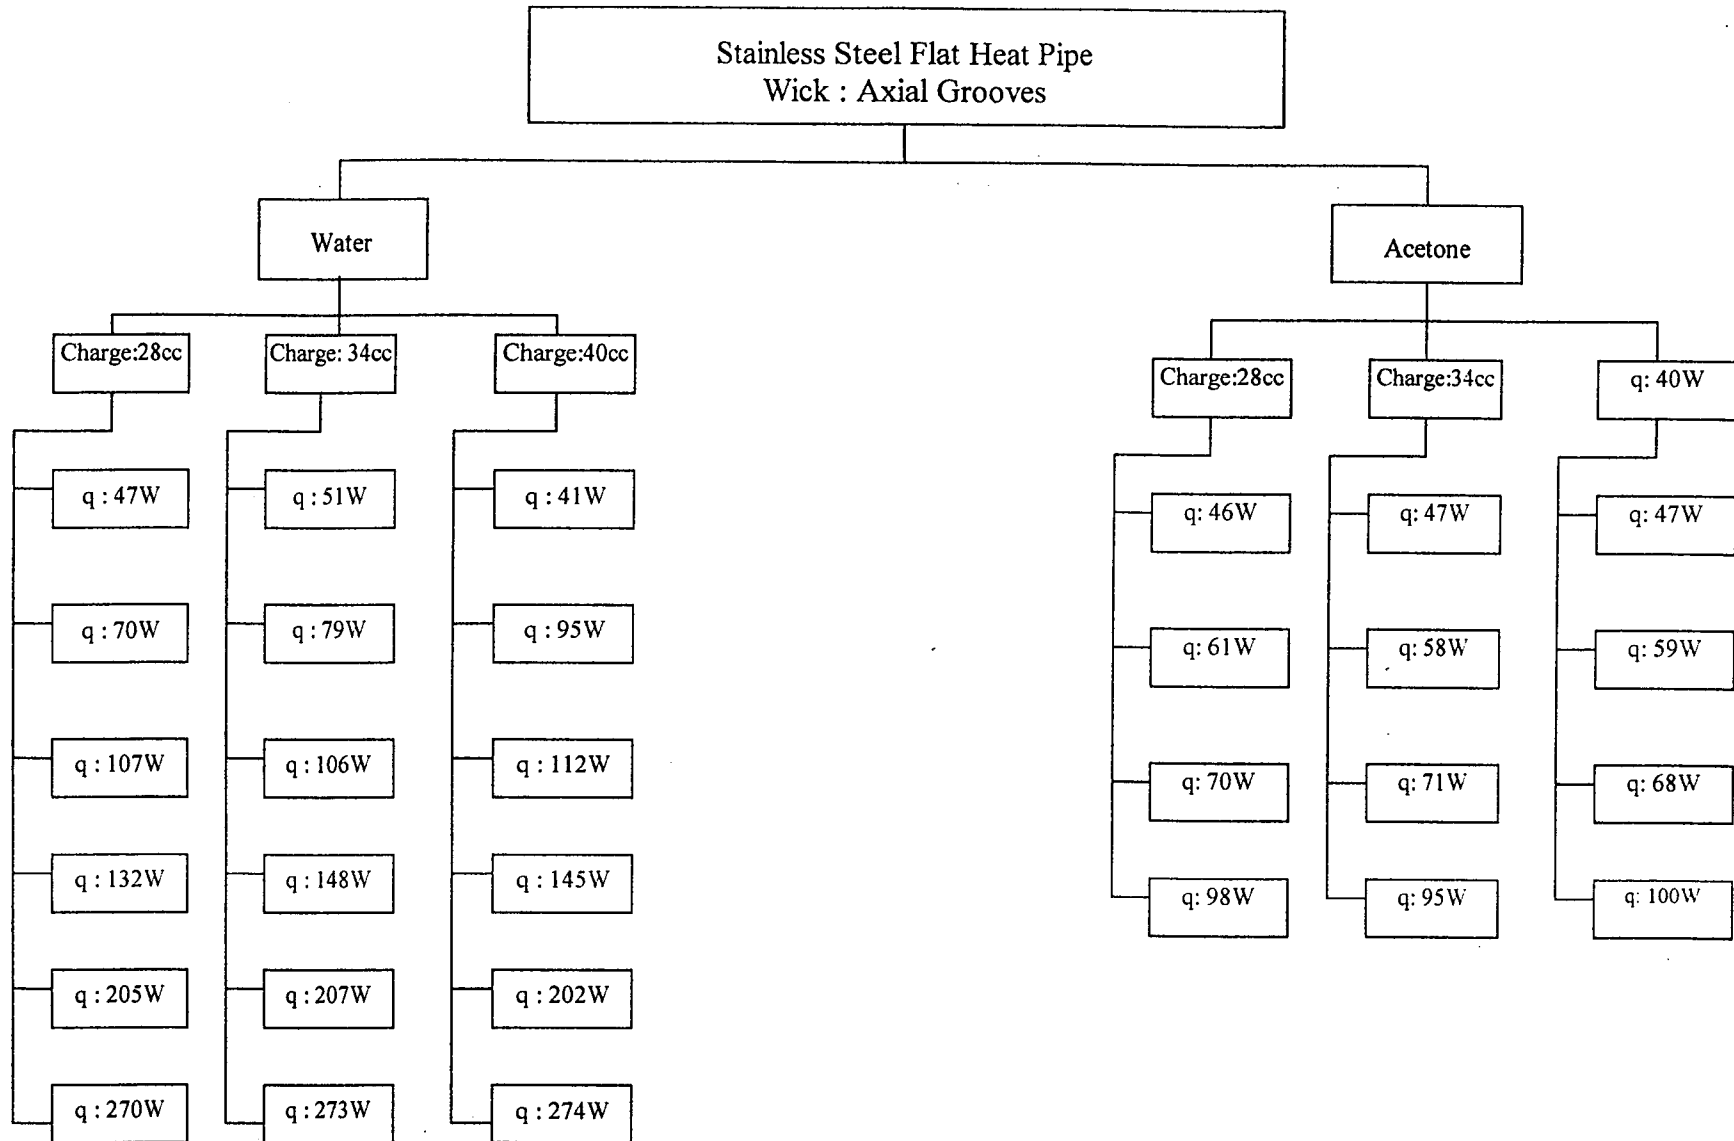 Stainless Steel Flat Heat Pipe
Wick : Axial Grooves
Water
Acetone
Charge:28cc
Charge: 34cc
Charge:40cc
Charge:28cc
Charge:34cc
q: 40W
q : 47W
q : 51W
q : 41W
q: 46W
q: 47W
q: 47W
q : 70W
q : 79W
q : 95W
q: 61W
q: 58W
q: 59W
q : 107W
q : 106W
q : 112W
q: 70W
q: 71W
q: 68W
q : 132W
q : 148W
q : 145W
q: 98W
q: 95W
q: 100W
q : 205W
q : 207W
q : 202W
q : 270W
q : 273W
q : 274W